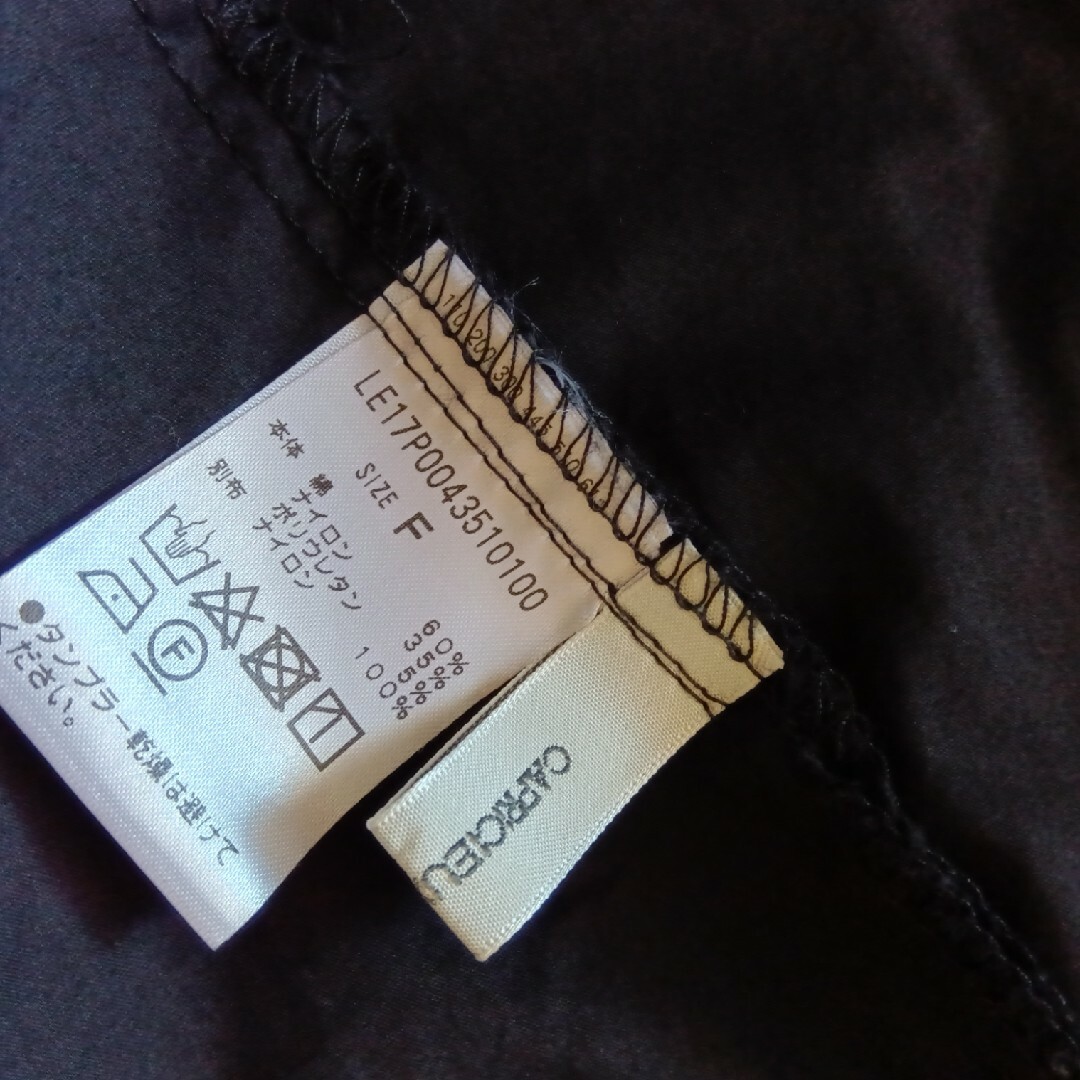 LE17P0043510100
SIZE F
本体 綿 60%
ナイロン 35%
ポリウレタン 5%
別布 ナイロン 100%
F
●タンブラー乾燥は避けて
ください。
CAPRICIEU